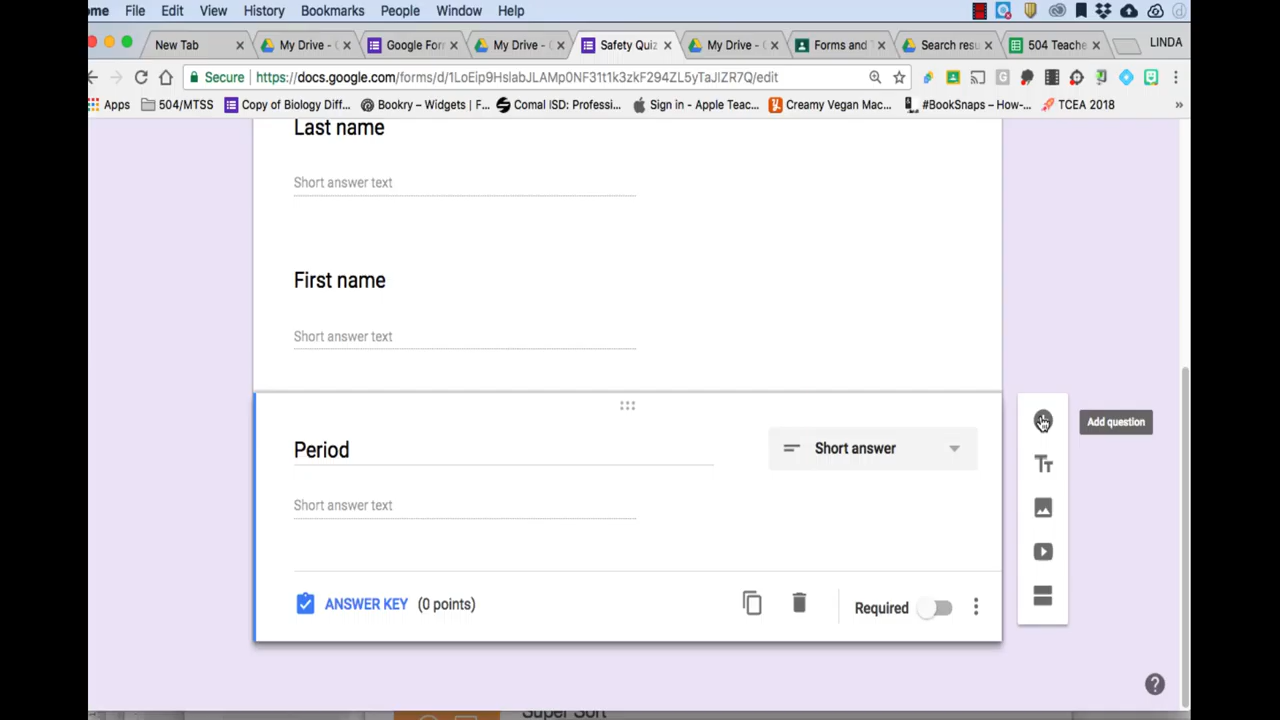 ome File Edit View History Bookmarks People Window Help
New Tab My Drive - Google For My Drive - Safety Quiz My Drive - Forms and T Search resu 504 Teache LINDA
Secure https://docs.google.com/forms/d/1LoEip9HslabJLAMp0NF31t1k3zkF294ZL5yTaJIZR7Q/edit
Apps 504/MTSS Copy of Biology Diff... Bookry – Widgets | F... Comal ISD: Professi... Sign in - Apple Teac... Creamy Vegan Mac... #BookSnaps – How-... TCEA 2018 »
Last name
Short answer text
First name
Short answer text
Period
Short answer
Add question
Tт
Short answer text
ANSWER KEY (0 points)
Required
?
Super Sort